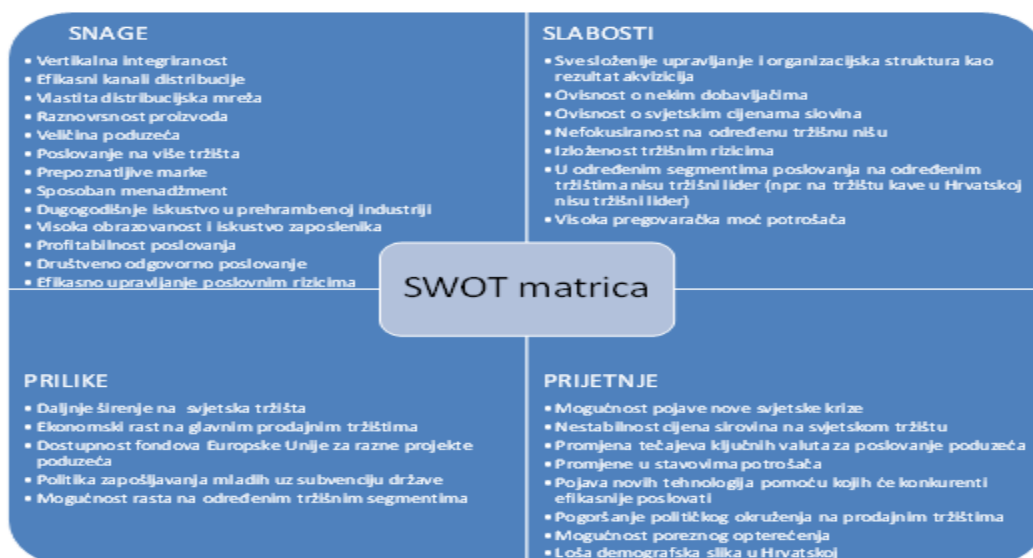 SNAGE
• Vertikalna integriranost
• Efikasni kanali distribucije
• Vlastita distribucijska mreža
• Raznovrsnost proizvoda
• Veličina poduzeća
• Poslovanje na više tržišta
• Prepoznatljive marke
• Sposoban menadžment
• Dugogodišnje iskustvo u prehrambenoj industriji
• Visoka obrazovanost i iskustvo zaposlenika
• Profitabilnost poslovanja
• Društveno odgovorno poslovanje
• Efikasno upravljanje poslovnim rizicima
SLABOSTI
• Sve složenije upravljanje i organizacijska struktura kao
rezultat akvizicija
• Ovisnost o nekim dobavljačima
• Ovisnost o svjetskim cijenama slovina
• Nefokusiranost na određenu tržišnu nišu
• Izloženost tržišnim rizicima
• U određenim segmentima poslovanja na određenim
tržištima nisu tržišni lider (npr. na tržištu kave u Hrvatskoj
nisu tržišni lider)
• Visoka pregovaračka moć potrošača
SWOT matrica
PRILIKE
• Daljnje širenje na svjetska tržišta
• Ekonomski rast na glavnim prodajnim tržištima
• Dostupnost fondova Europske Unije za razne projekte
poduzeća
• Politika zapošljavanja mladih uz subvenciju države
• Mogućnost rasta na određenim tržišnim segmentima
PRIJETNJE
• Mogućnost pojave nove svjetske krize
• Nestabilnost cijena sirovina na svjetskom tržištu
• Promjena tečajeva ključnih valuta za poslovanje poduzeća
• Promjene u stavovima potrošača
• Pojava novih tehnologija pomoću kojih će konkurenti
efikasnije poslovati
• Pogoršanje političkog okruženja na prodajnim tržištima
• Mogućnost poreznog opterećenja
• Loša demografska slika u Hrvatskoj